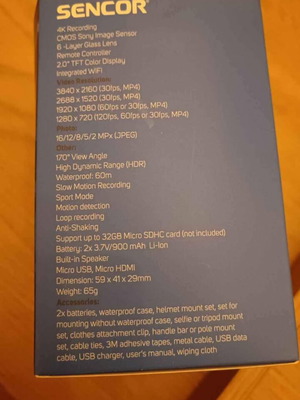 SENCOR®
4K Recording
CMOS Sony Image Sensor
6 -Layer Glass Lens
Remote Controller
2.0" TFT Color Display
Integrated WiFi
Video Resolution:
3840 x 2160 (30fps, MP4)
2688 x 1520 (30fps, MP4)
1920 x 1080 (60fps or 30fps, MP4)
1280 x 720 (120fps, 60fps or 30fps, MP4)
Photo:
16/12/8/5/2 MPx (JPEG)
Other:
170° View Angle
High Dynamic Range (HDR)
Waterproof: 60m
Slow Motion Recording
Sport Mode
Motion detection
Loop recording
Anti-Shaking
Support up to 32GB Micro SDHC card (not included)
Battery: 2x 3.7V/900 mAh Li-Ion
Built-in Speaker
Micro USB, Micro HDMI
Dimension: 59 x 41 x 29mm
Weight: 65g
Accessories:
2x batteries, waterproof case, helmet mount set, set for
mounting without waterproof case, selfie or tripod mount
set, clothes attachment clip, handle bar or pole mount
set, cable ties, 3M adhesive tapes, metal cable, USB data
cable, USB charger, user's manual, wiping cloth